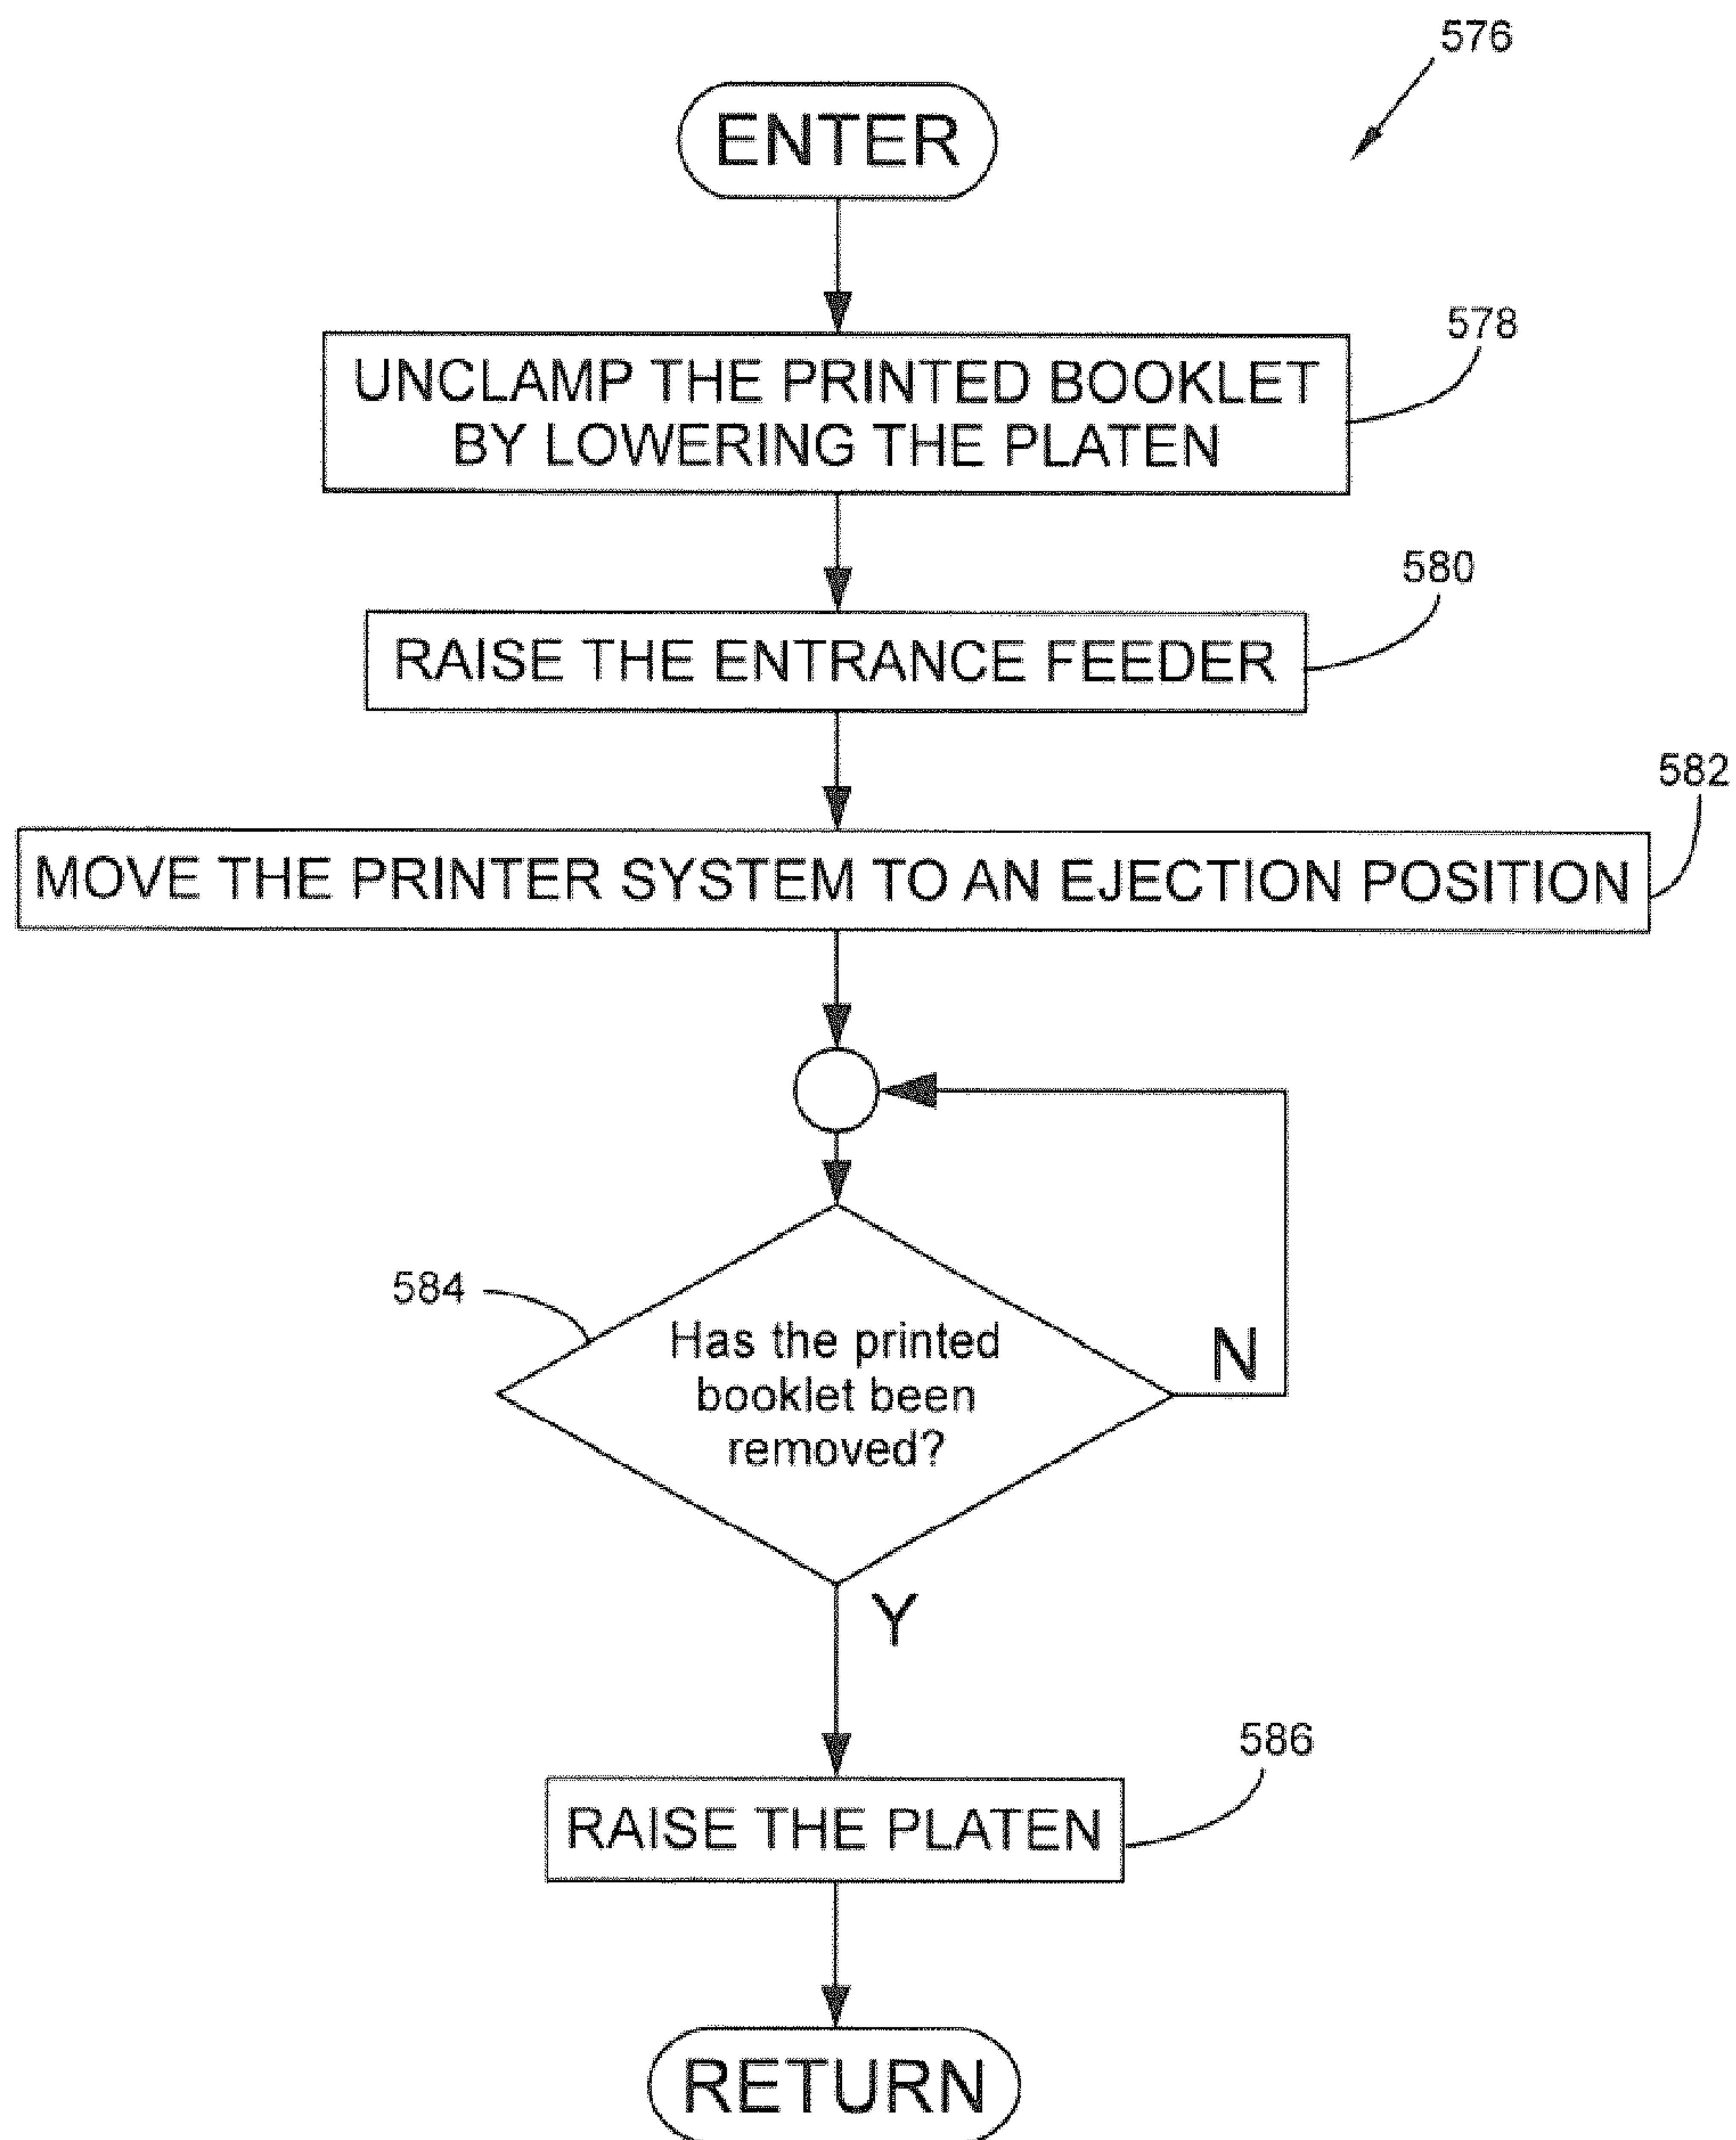 576
ENTER
578
UNCLAMP THE PRINTED BOOKLET
BY LOWERING THE PLATEN
580
RAISE THE ENTRANCE FEEDER
582
MOVE THE PRINTER SYSTEM TO AN EJECTION POSITION
584
Has the printed
booklet been
removed?
N
Y
586
RAISE THE PLATEN
RETURN